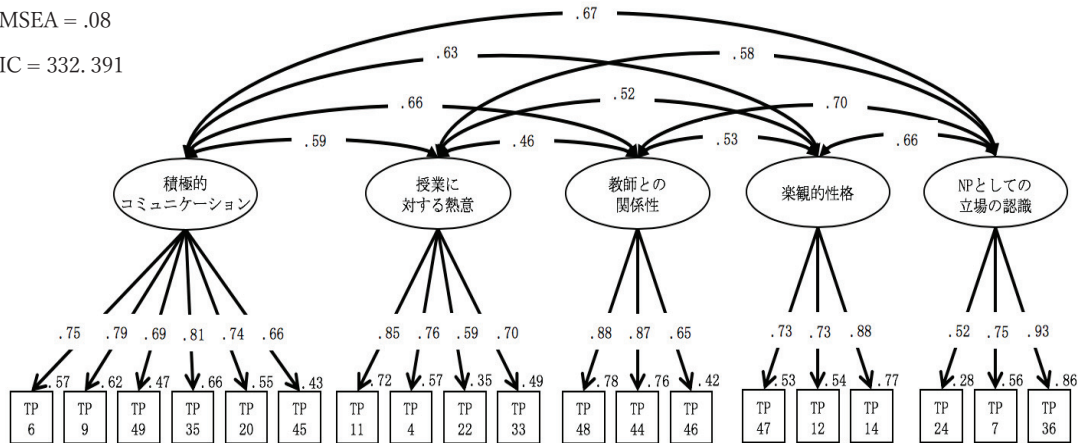 MSEA = .08
IC = 332.391
.67
.63
.58
.66
.52
.70
.59
.46
.53
.66
積極的
コミュニケーション
授業に
対する熱意
教師との
関係性
楽観的性格
NPとしての
立場の認識
.75 .79 .69 .81 .74 .66 .85 .76 .59 .70 .88 .87 .65 .73 .73 .88 .52 .75 .93
.57 .62 .47 .66 .55 .43 .72 .57 .35 .49 .78 .76 .42 .53 .54 .77 .28 .56 .86
TP TP TP TP TP TP TP TP TP TP TP TP TP TP TP TP TP TP TP
6 9 49 35 20 45 11 4 22 33 48 44 46 47 12 14 24 7 36